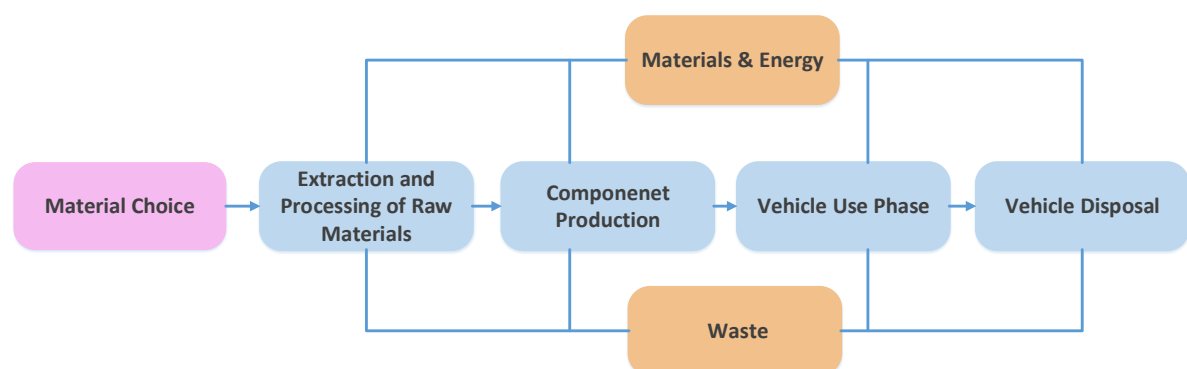 Materials & Energy
Material Choice
Extraction and
Processing of Raw
Materials
Componenet
Production
Vehicle Use Phase
Vehicle Disposal
Waste